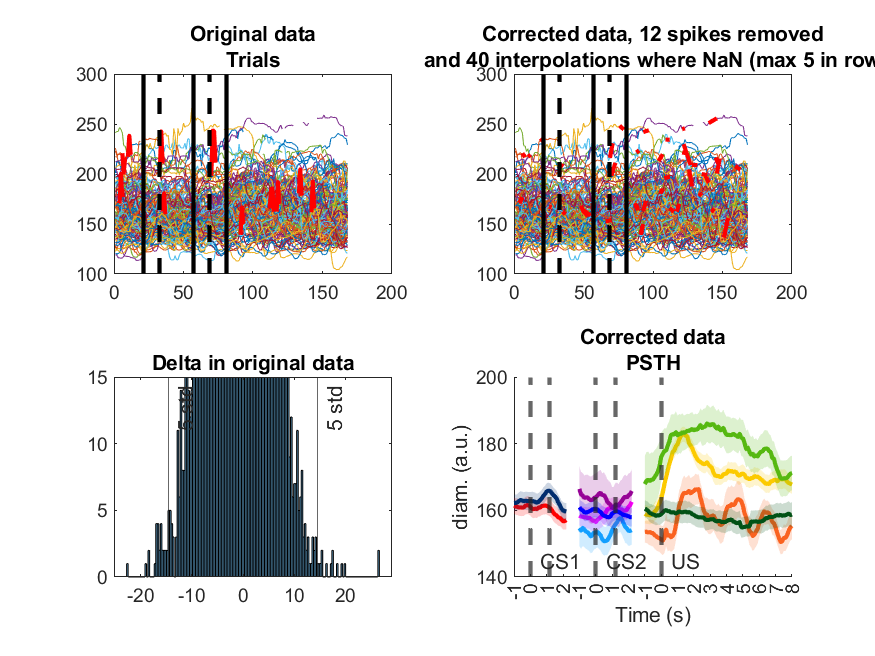 Original data
Trials
300
250
200
150
100
0 50 100 150 200
Corrected data, 12 spikes removed
and 40 interpolations where NaN (max 5 in row
300
250
200
150
100
0 50 100 150 200
Delta in original data
15
10
5
0
-20 -10 0 10 20
5 std
5 std
Corrected data
PSTH
200
180
160
140
diam. (a.u.)
CS1 CS2 US
-1 0 1 2 -1 0 1 2 -1 0 1 2 3 4 5 6 7 8
Time (s)